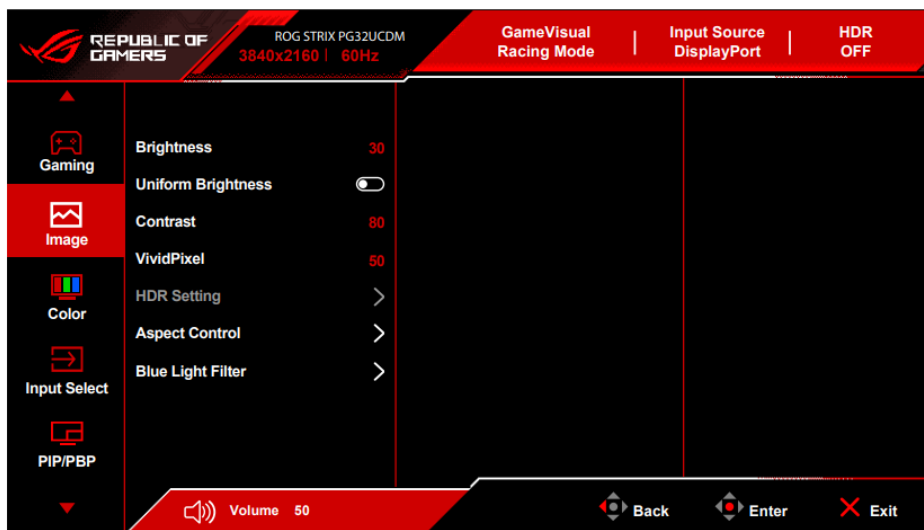 REPUBLIC OF
GAMERS
ROG STRIX PG32UCDM
3840x2160 | 60Hz
GameVisual
Racing Mode
Input Source
DisplayPort
HDR
OFF
Gaming
Image
Color
Input Select
PIP/PBP
Brightness 30
Uniform Brightness
Contrast 80
VividPixel 50
HDR Setting
Aspect Control
Blue Light Filter
Volume 50
Back
Enter
Exit